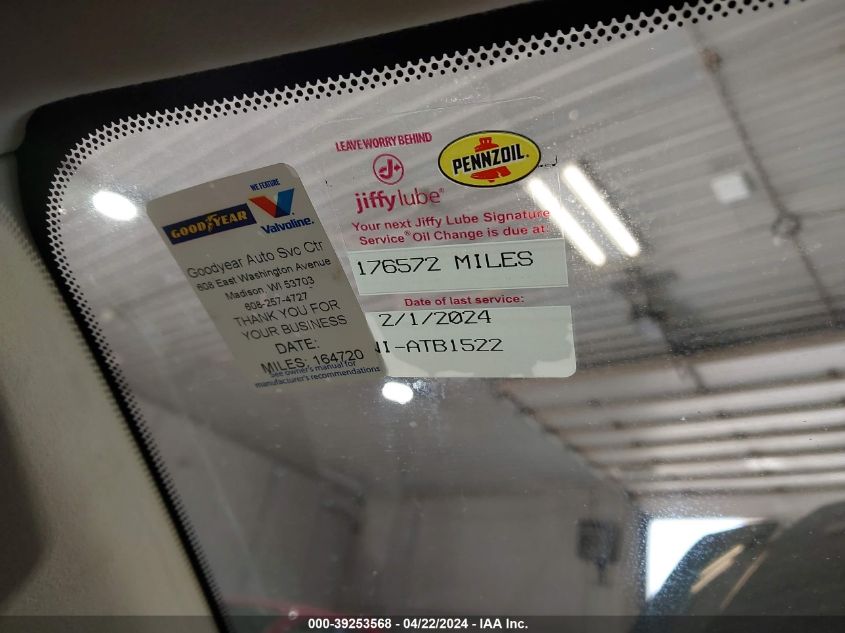 WE FEATURE
GOODYEAR
Valvoline.
Goodyear Auto Svc Ctr
608 East Washington Avenue
Madison, WI 53703
608-257-4727
THANK YOU FOR
YOUR BUSINESS
DATE:
MILES: 164720
See owner's manual for
manufacturer's recommendations
LEAVE WORRY BEHIND
jiffylube®
PENNZOIL.
Your next Jiffy Lube Signature
Service® Oil Change is due at:
176572 MILES
Date of last service:
2/1/2024
-ATB1522
000-39253568 - 04/22/2024 - IAA Inc.